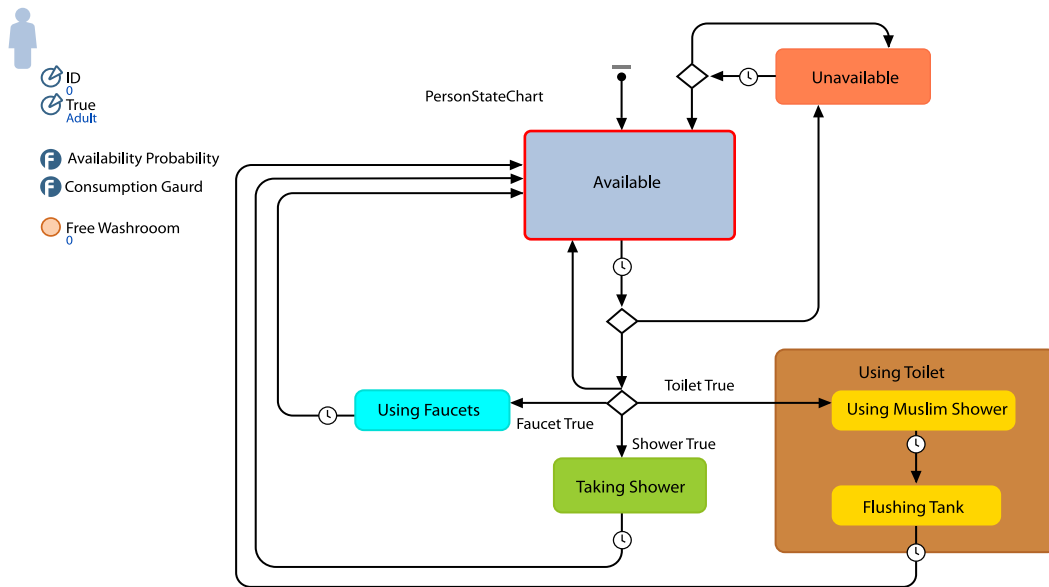 ID
0
True
Adult
Availability Probability
Consumption Gaurd
Free Washrooom
0
PersonStateChart
Unavailable
Available
Using Toilet
Toilet True
Using Faucets
Using Muslim Shower
Faucet True
Shower True
Taking Shower
Flushing Tank